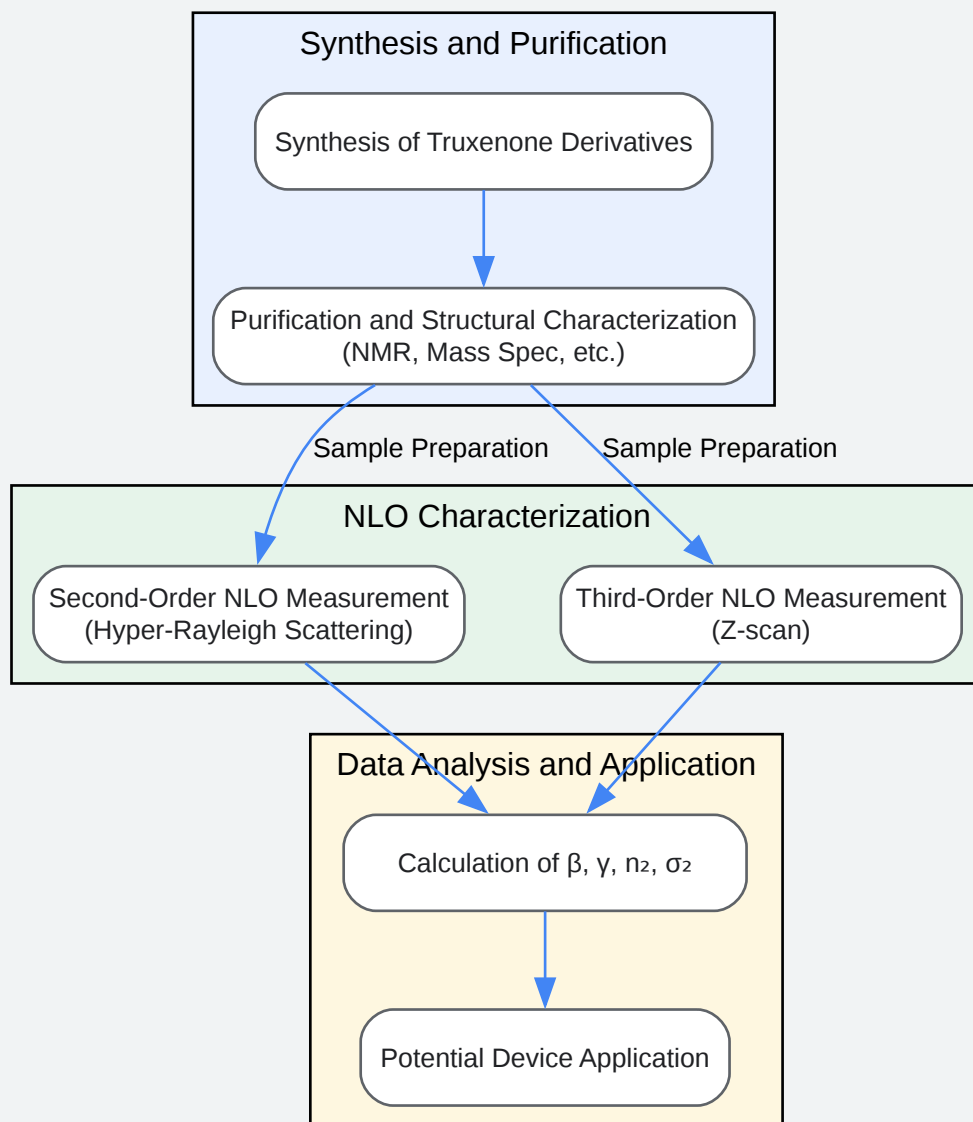 Synthesis and Purification
Synthesis of Truxenone Derivatives
Purification and Structural Characterization
(NMR, Mass Spec, etc.)
Sample Preparation
Sample Preparation
NLO Characterization
Second-Order NLO Measurement
(Hyper-Rayleigh Scattering)
Third-Order NLO Measurement
(Z-scan)
Data Analysis and Application
Calculation of β, γ, n₂, σ₂
Potential Device Application